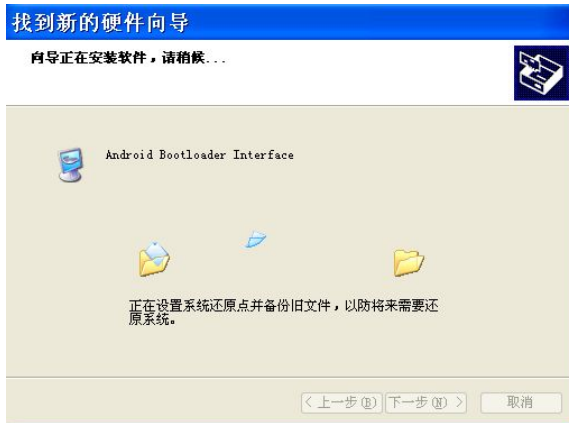 找到新的硬件向导
向导正在安装软件，请稍候...
Android Bootloader Interface
正在设置系统还原点并备份旧文件，以防将来需要还
原系统。
< 上一步(B) 下一步(N) > 取消